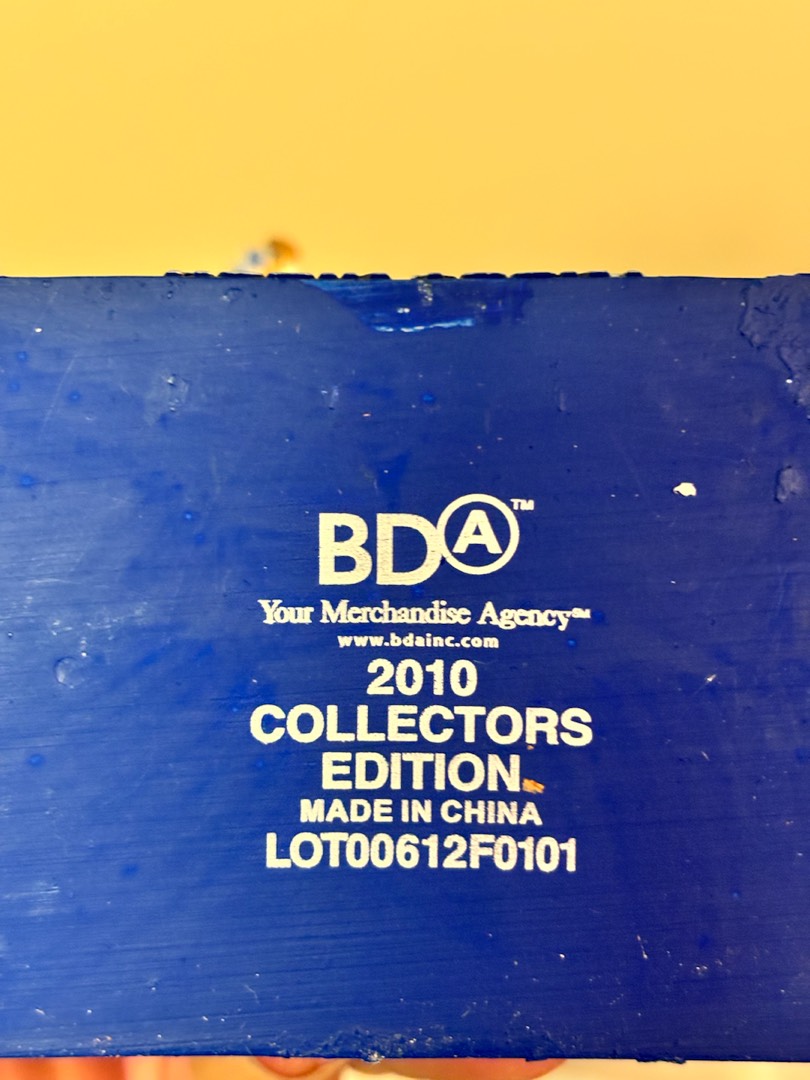 BDA™
Your Merchandise Agency℠
www.bdainc.com
2010
COLLECTORS
EDITION
MADE IN CHINA
LOT00612F0101